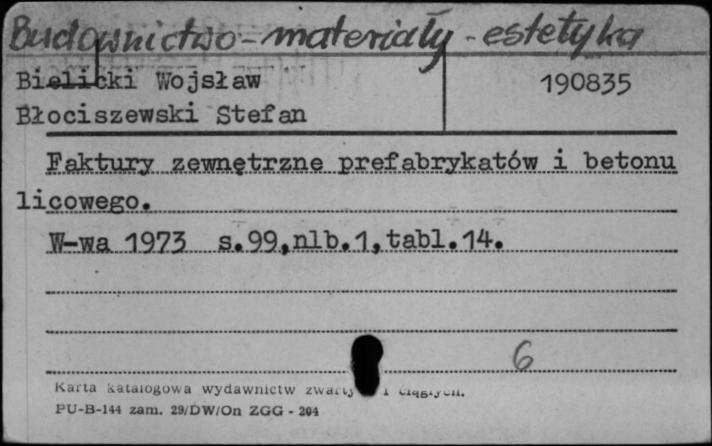 Budownictwo - materiały - estetyka
Bielicki Wojsław 190835
Błociszewski Stefan
Faktury zewnętrzne prefabrykatów i betonu
licowego.
W-wa 1973 s.99,nlb.1,tabl.14.
6
Karta katalogowa wydawnictw i ciągłych.
PU-B-144 zam. 29/DW/On ZGG - 204